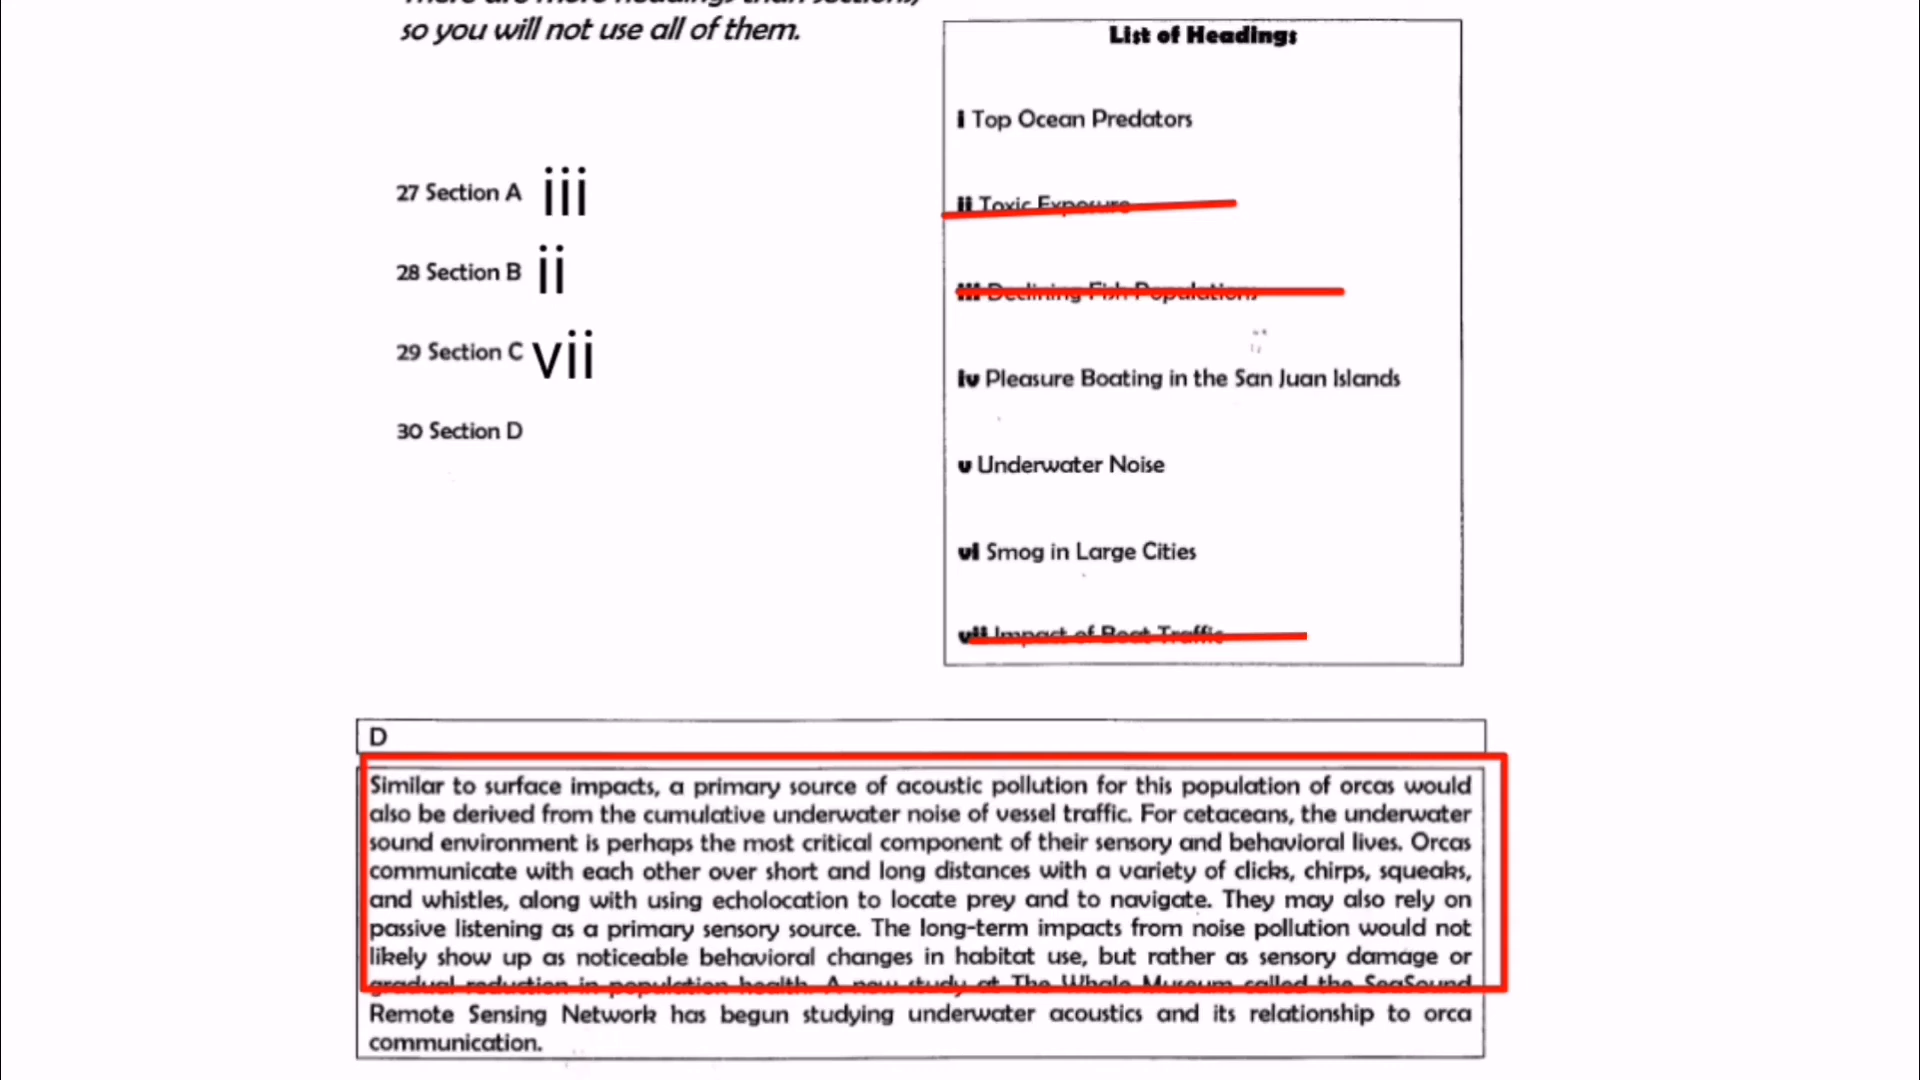 There are more headings than sections,
so you will not use all of them.
List of Headings
i Top Ocean Predators
ii Toxic Exposure
iii Declining Fish Populations
iv Pleasure Boating in the San Juan Islands
v Underwater Noise
vi Smog in Large Cities
vii Impact of Boat Traffic
27 Section A iii
28 Section B ii
29 Section C vii
30 Section D
D
Similar to surface impacts, a primary source of acoustic pollution for this population of orcas would
also be derived from the cumulative underwater noise of vessel traffic. For cetaceans, the underwater
sound environment is perhaps the most critical component of their sensory and behavioral lives. Orcas
communicate with each other over short and long distances with a variety of clicks, chirps, squeaks,
and whistles, along with using echolocation to locate prey and to navigate. They may also rely on
passive listening as a primary sensory source. The long-term impacts from noise pollution would not
likely show up as noticeable behavioral changes in habitat use, but rather as sensory damage or
gradual reduction in population health. A new study at The Whale Museum called the SeaSound
Remote Sensing Network has begun studying underwater acoustics and its relationship to orca
communication.